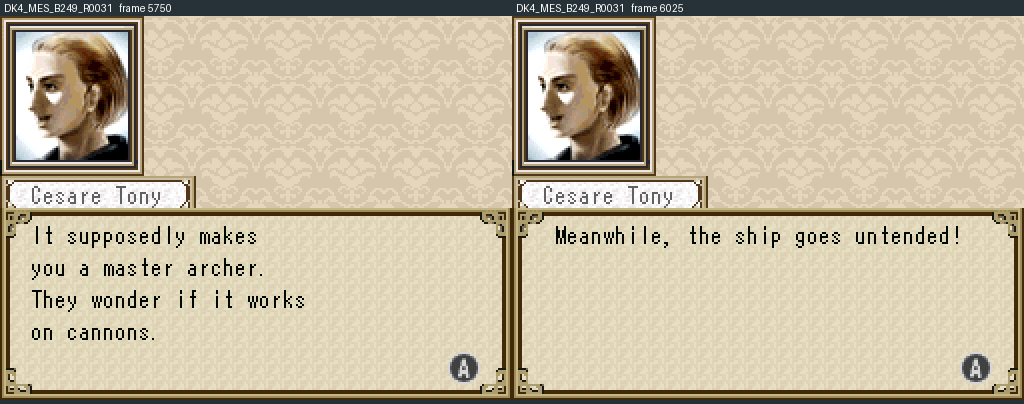 DK4_MES_B249_R0031 frame 5750
Cesare Tony
It supposedly makes
you a master archer.
They wonder if it works
on cannons.
A
DK4_MES_B249_R0031 frame 6025
Cesare Tony
Meanwhile, the ship goes untended!
A